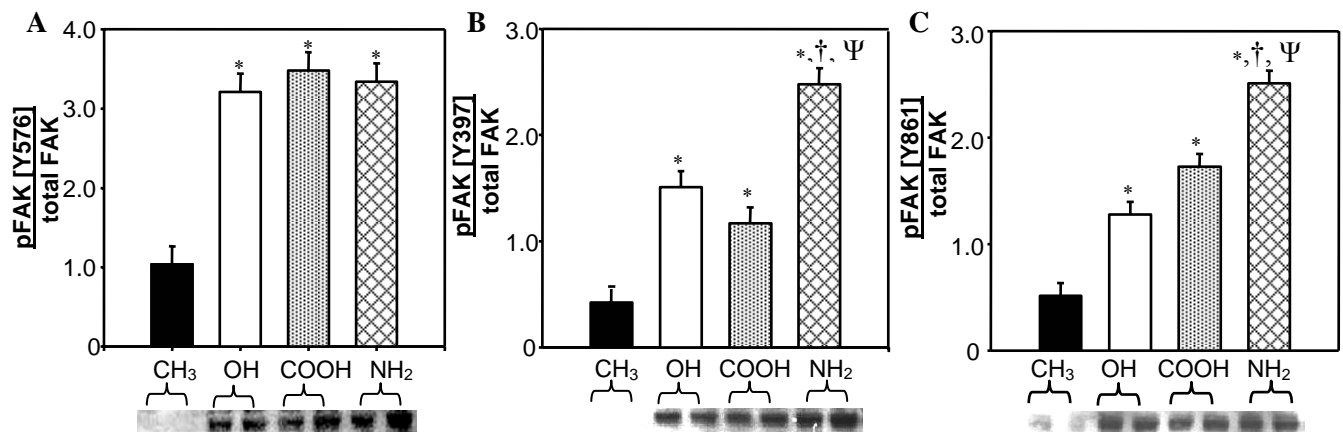 A
pFAK [Y576]
total FAK
4.0
3.0
2.0
1.0
0
*
*
*
CH₃ OH COOH NH₂
B
pFAK [Y397]
total FAK
3.0
2.0
1.0
0
*
*
*,†, Ψ
CH₃ OH COOH NH₂
C
pFAK [Y861]
total FAK
3.0
2.0
1.0
0
*
*
*,†, Ψ
CH₃ OH COOH NH₂